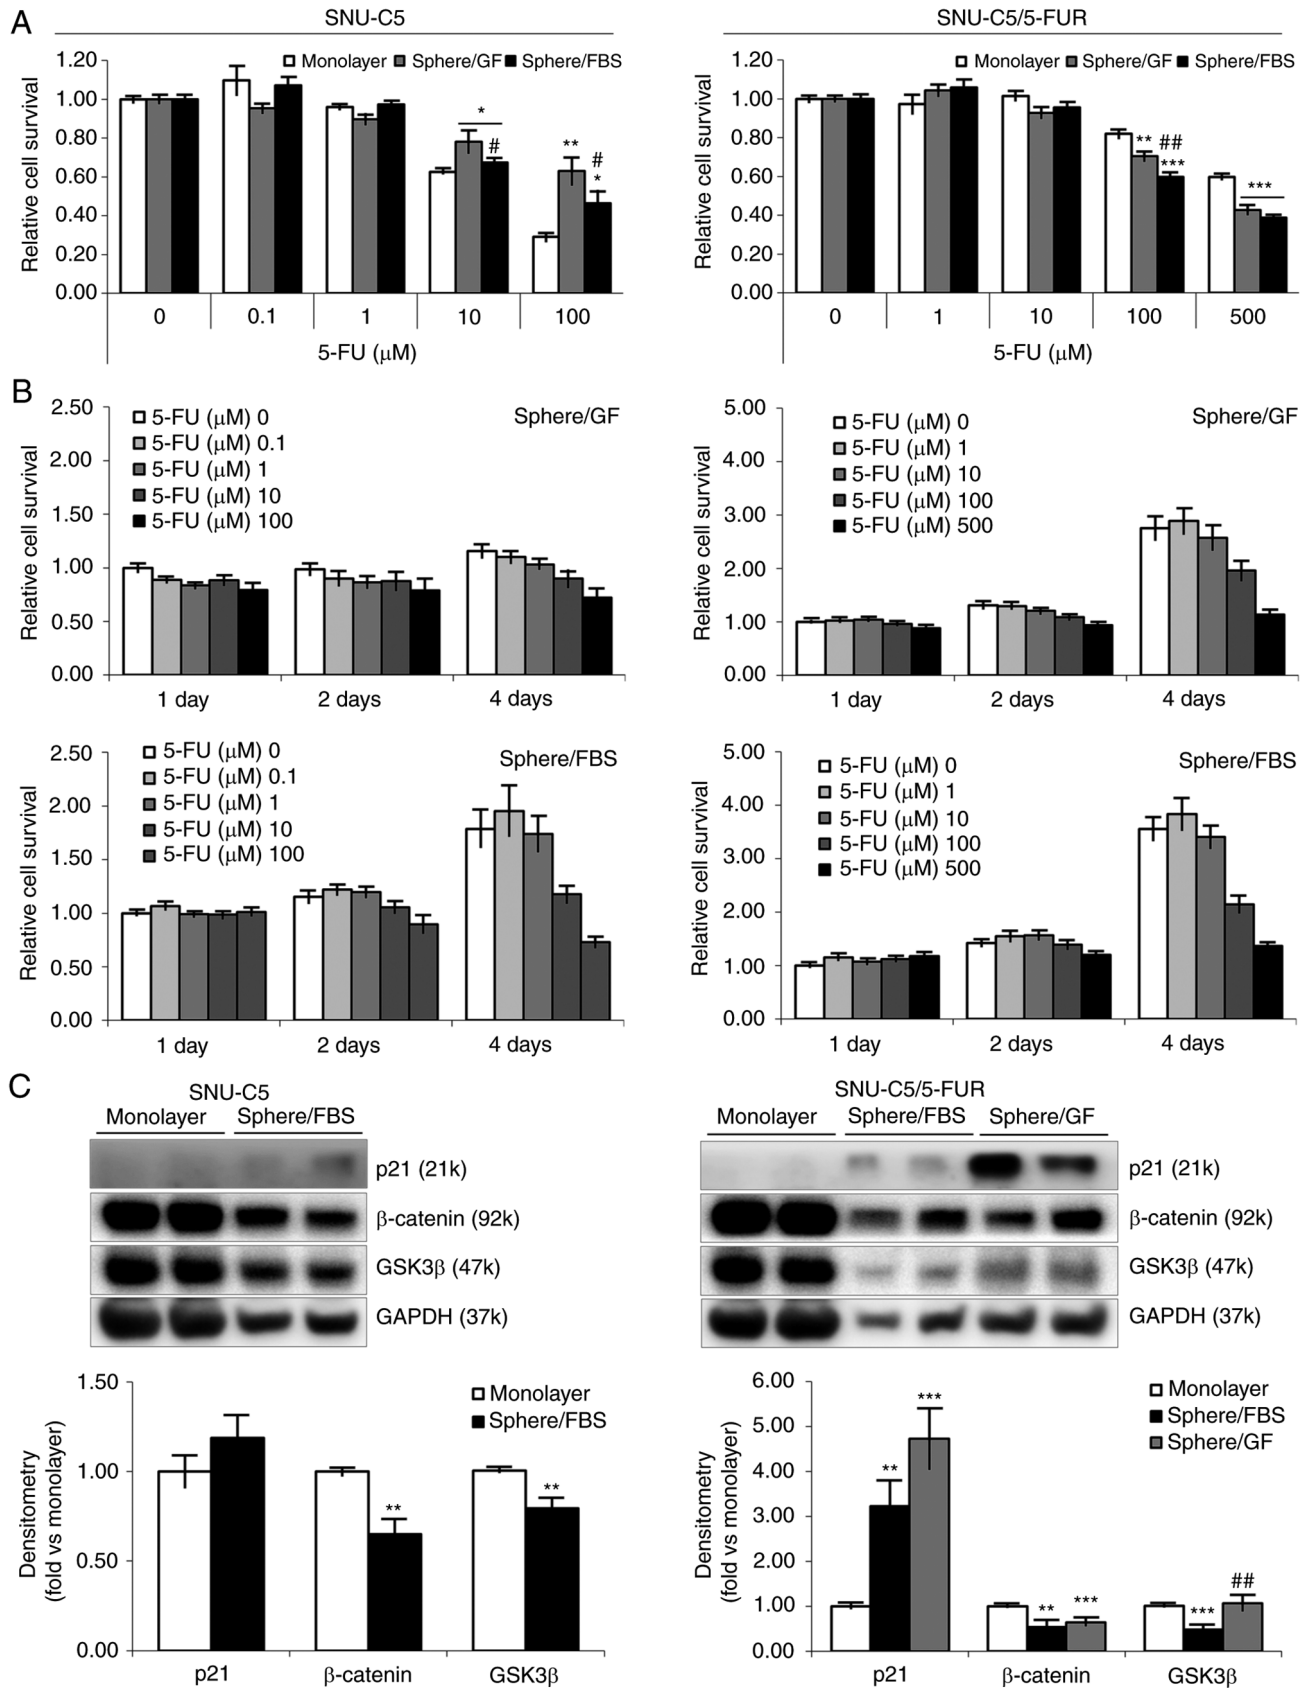 A
SNU-C5
SNU-C5/5-FUR
Relative cell survival
1.20
1.00
0.80
0.60
0.40
0.20
0.00
Monolayer Sphere/GF Sphere/FBS
*
#
**
#
*
0 0.1 1 10 100
5-FU (μM)
Relative cell survival
1.20
1.00
0.80
0.60
0.40
0.20
0.00
Monolayer Sphere/GF Sphere/FBS
**
##
***
***
0 1 10 100 500
5-FU (μM)
B
Relative cell survival
2.50
2.00
1.50
1.00
0.50
0.00
5-FU (μM) 0
5-FU (μM) 0.1
5-FU (μM) 1
5-FU (μM) 10
5-FU (μM) 100
Sphere/GF
1 day 2 days 4 days
Relative cell survival
5.00
4.00
3.00
2.00
1.00
0.00
5-FU (μM) 0
5-FU (μM) 1
5-FU (μM) 10
5-FU (μM) 100
5-FU (μM) 500
Sphere/GF
1 day 2 days 4 days
Relative cell survival
2.50
2.00
1.50
1.00
0.50
0.00
5-FU (μM) 0
5-FU (μM) 0.1
5-FU (μM) 1
5-FU (μM) 10
5-FU (μM) 100
Sphere/FBS
1 day 2 days 4 days
Relative cell survival
5.00
4.00
3.00
2.00
1.00
0.00
5-FU (μM) 0
5-FU (μM) 1
5-FU (μM) 10
5-FU (μM) 100
5-FU (μM) 500
Sphere/FBS
1 day 2 days 4 days
C
SNU-C5
Monolayer Sphere/FBS
p21 (21k)
β-catenin (92k)
GSK3β (47k)
GAPDH (37k)
SNU-C5/5-FUR
Monolayer Sphere/FBS Sphere/GF
p21 (21k)
β-catenin (92k)
GSK3β (47k)
GAPDH (37k)
Densitometry
(fold vs monolayer)
1.50
1.00
0.50
0.00
Monolayer
Sphere/FBS
**
**
p21 β-catenin GSK3β
Densitometry
(fold vs monolayer)
6.00
5.00
4.00
3.00
2.00
1.00
0.00
Monolayer
Sphere/FBS
Sphere/GF
**
***
**
***
***
##
p21 β-catenin GSK3β